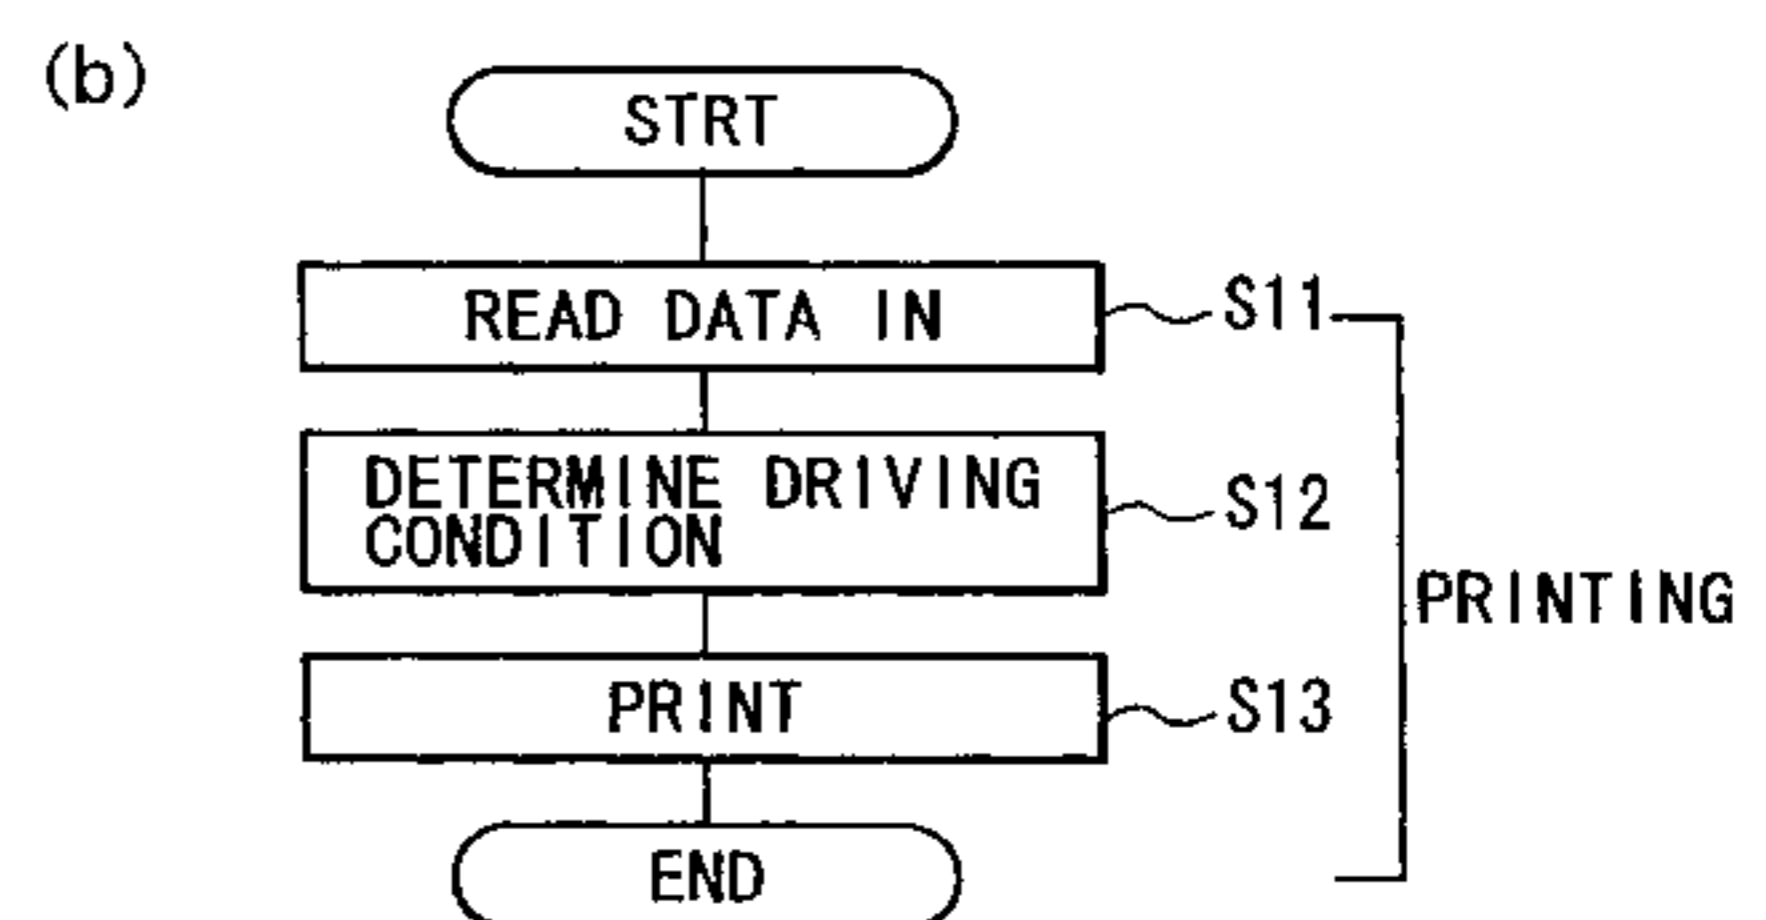 (b)
STRT
READ DATA IN
S11
DETERMINE DRIVING
CONDITION
S12
PRINTING
PRINT
S13
END